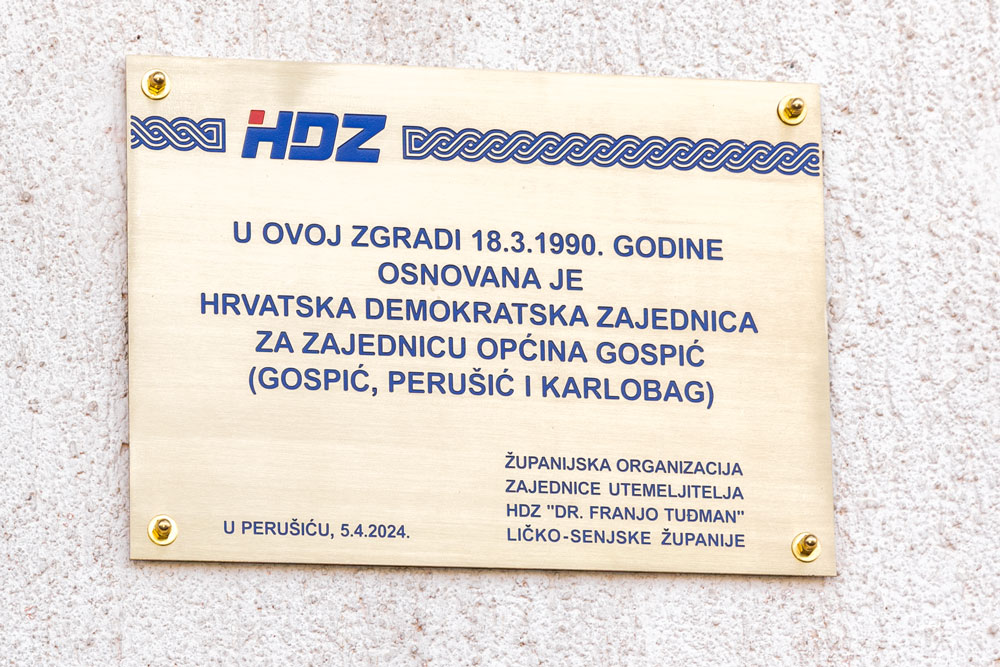 HDZ
U OVOJ ZGRADI 18.3.1990. GODINE
OSNOVANA JE
HRVATSKA DEMOKRATSKA ZAJEDNICA
ZA ZAJEDNICU OPĆINA GOSPIĆ
(GOSPIĆ, PERUŠIĆ I KARLOBAG)
U PERUŠIĆU, 5.4.2024.
ŽUPANIJSKA ORGANIZACIJA
ZAJEDNICE UTEMELJITELJA
HDZ "DR. FRANJO TUĐMAN"
LIČKO-SENJSKE ŽUPANIJE